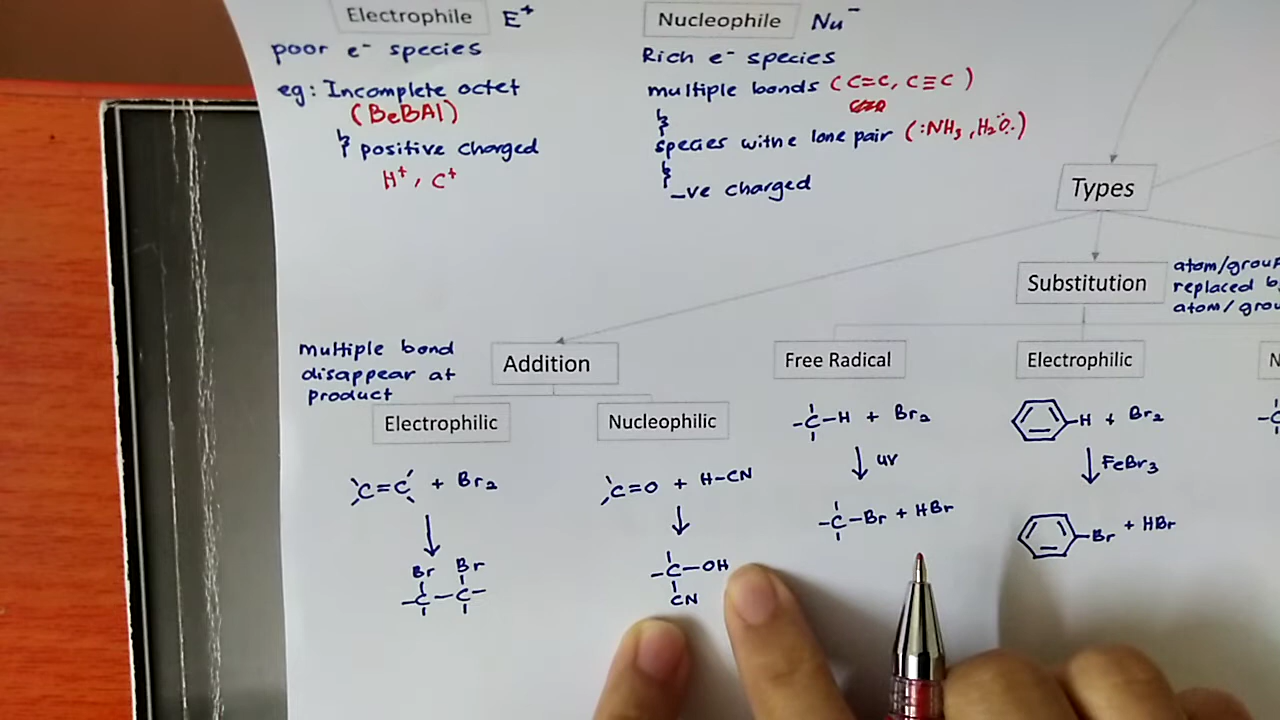 Electrophile E⁺
poor e⁻ species
eg: Incomplete octet
(BeBAl)
positive charged
H⁺, C⁺
Nucleophile Nu⁻
Rich e⁻ species
multiple bonds (C=C, C≡C)
species withe lone pair (:NH₃, H₂Ö:)
_ve charged
Types
Substitution
atom/group
replaced b
atom/grou
Addition
multiple bond
disappear at
product
Electrophilic
C=C + Br₂
Br Br
-C-C-
Nucleophilic
C=O + H-CN
-C-OH
CN
Free Radical
-C-H + Br₂
uv
-C-Br + HBr
Electrophilic
-H + Br₂
FeBr₃
-Br + HBr
N
-C